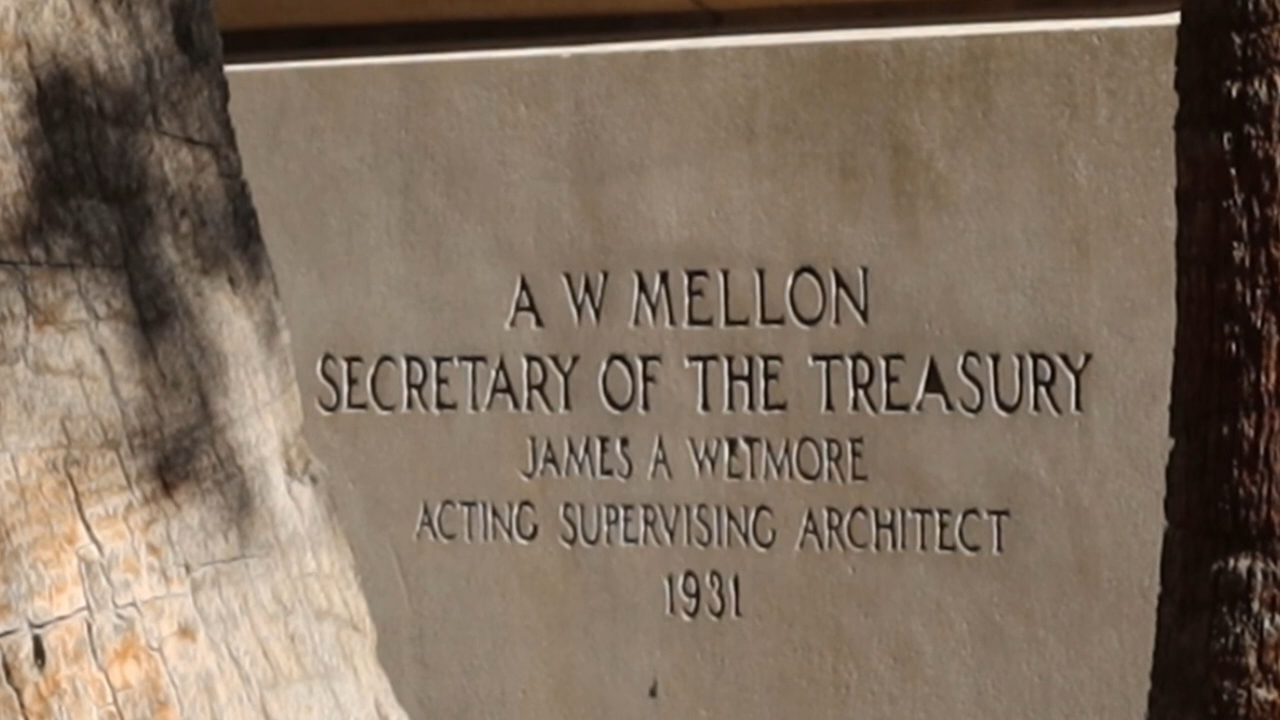 A W MELLON
SECRETARY OF THE TREASURY
JAMES A WETMORE
ACTING SUPERVISING ARCHITECT
1931